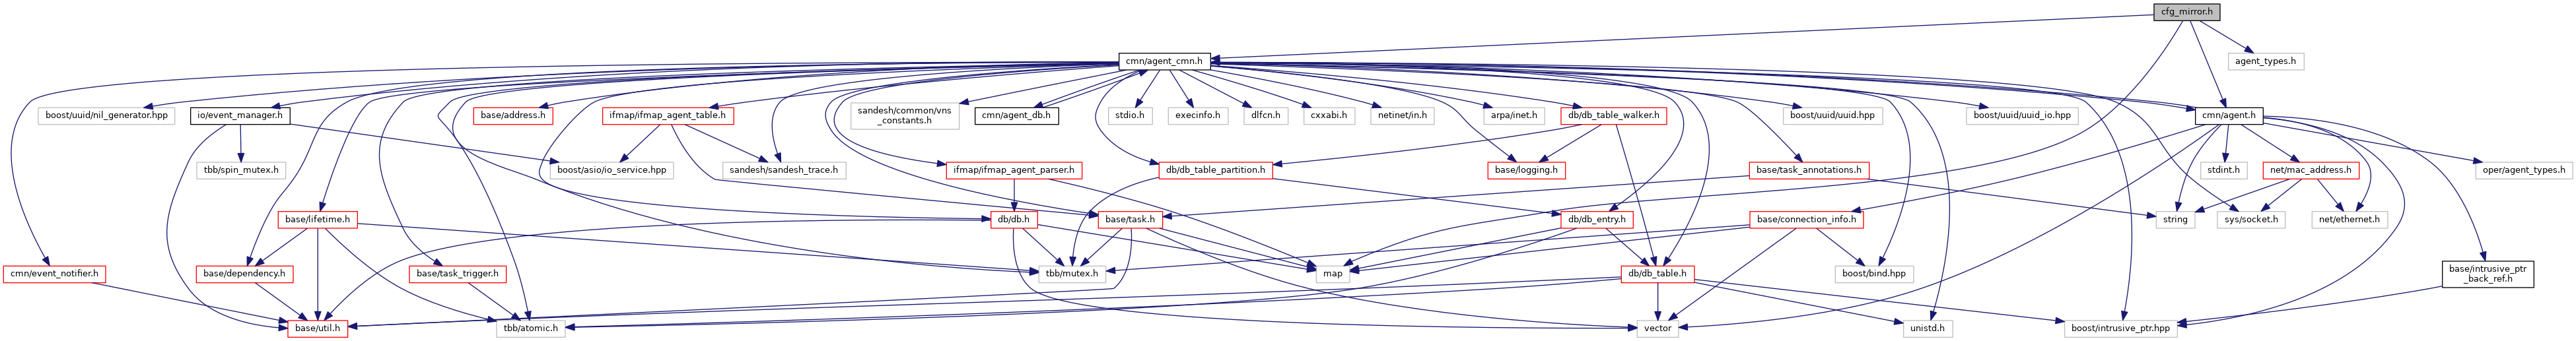 cfg_mirror.h
cmn/agent_cmn.h
agent_types.h
boost/uuid/nil_generator.hpp
io/event_manager.h
base/address.h
ifmap/ifmap_agent_table.h
sandesh/common/vns
_constants.h
cmn/agent_db.h
stdio.h
execinfo.h
dlfcn.h
cxxabi.h
netinet/in.h
arpa/inet.h
db/db_table_walker.h
boost/uuid/uuid.hpp
boost/uuid/uuid_io.hpp
cmn/agent.h
tbb/spin_mutex.h
boost/asio/io_service.hpp
sandesh/sandesh_trace.h
ifmap/ifmap_agent_parser.h
db/db_table_partition.h
base/logging.h
base/task_annotations.h
stdint.h
net/mac_address.h
oper/agent_types.h
base/lifetime.h
db/db.h
base/task.h
db/db_entry.h
base/connection_info.h
string
sys/socket.h
net/ethernet.h
cmn/event_notifier.h
base/dependency.h
base/task_trigger.h
tbb/mutex.h
map
db/db_table.h
boost/bind.hpp
base/intrusive_ptr
_back_ref.h
base/util.h
tbb/atomic.h
vector
unistd.h
boost/intrusive_ptr.hpp